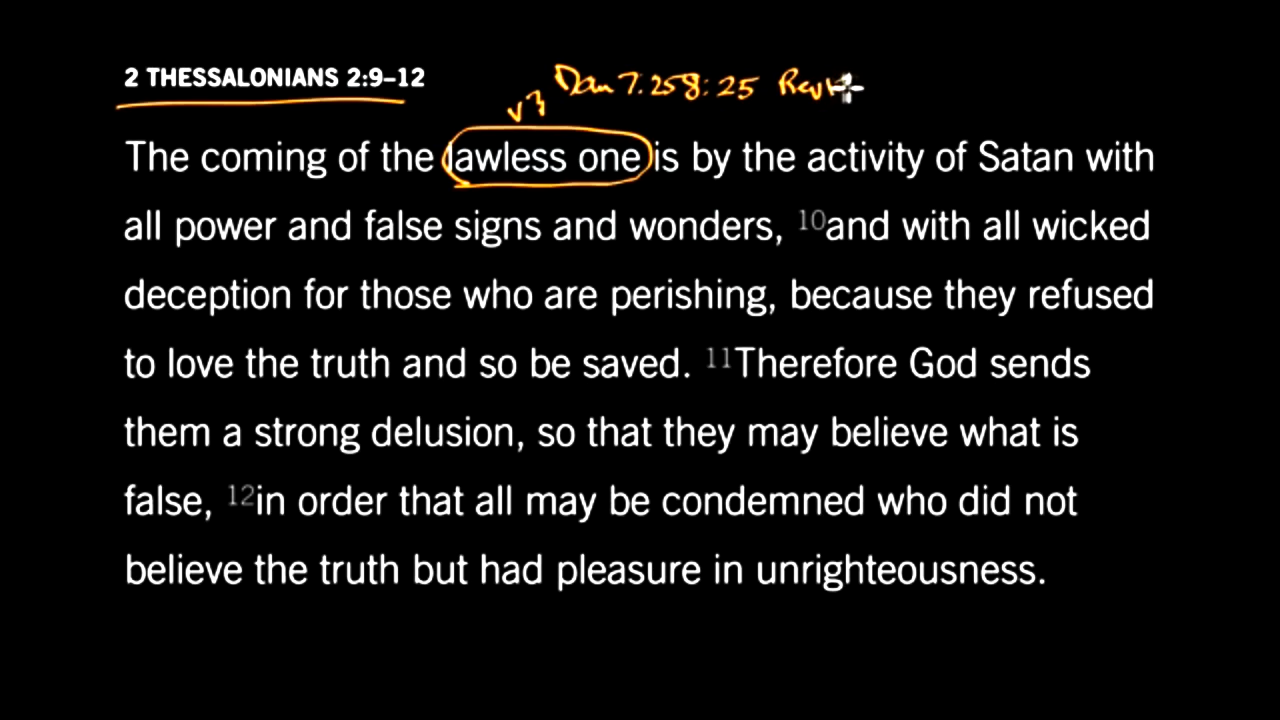 2 THESSALONIANS 2:9–12
Dan 7:25 8:25 Rev
v3
The coming of the lawless one is by the activity of Satan with
all power and false signs and wonders, 10and with all wicked
deception for those who are perishing, because they refused
to love the truth and so be saved. 11Therefore God sends
them a strong delusion, so that they may believe what is
false, 12in order that all may be condemned who did not
believe the truth but had pleasure in unrighteousness.